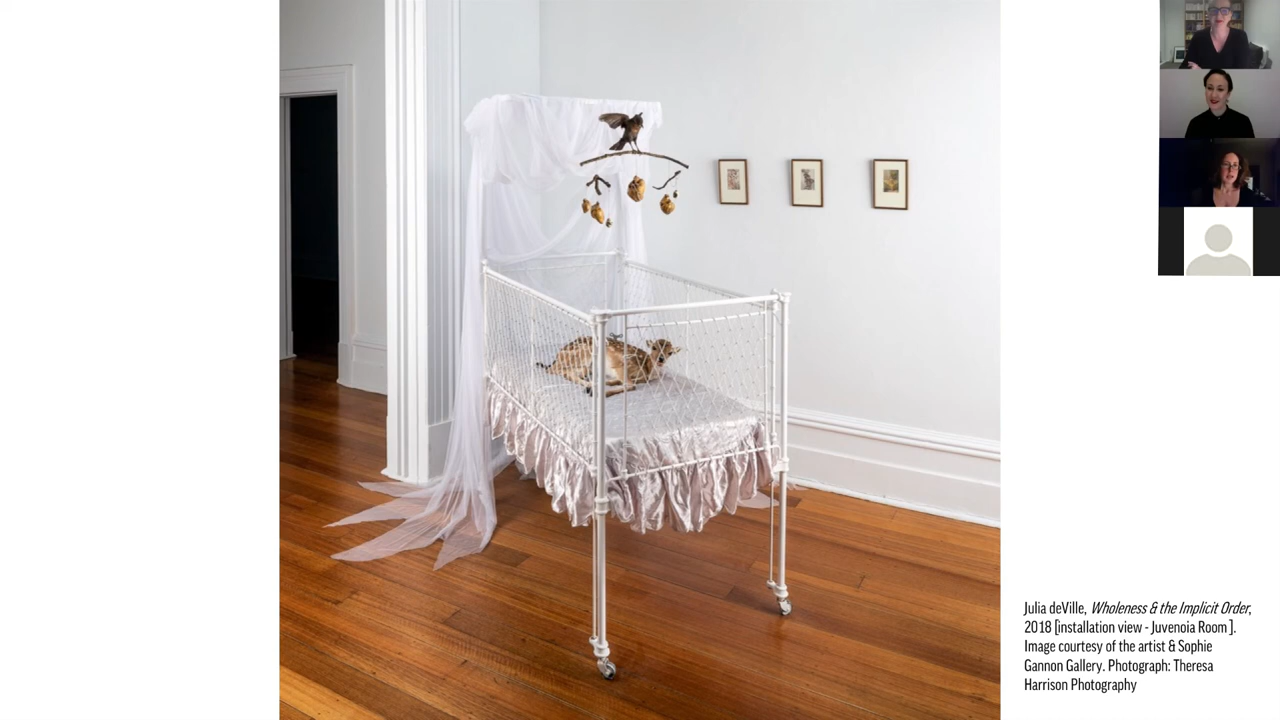 Julia deVille, Wholeness & the Implicit Order,
2018 [installation view - Juvenoia Room].
Image courtesy of the artist & Sophie
Gannon Gallery. Photograph: Theresa
Harrison Photography